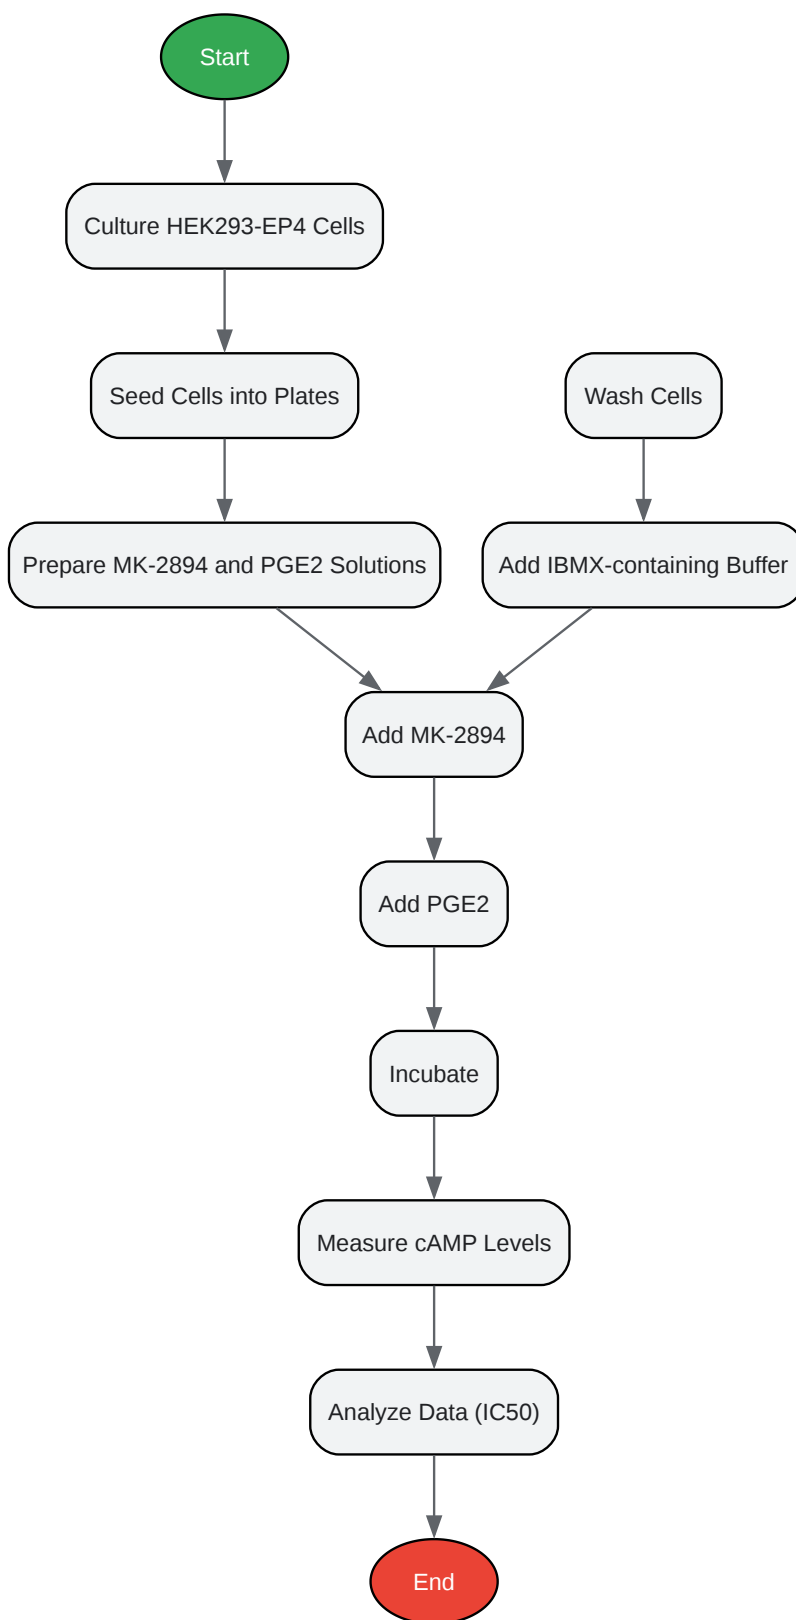 Start
Culture HEK293-EP4 Cells
Seed Cells into Plates
Wash Cells
Prepare MK-2894 and PGE2 Solutions
Add IBMX-containing Buffer
Add MK-2894
Add PGE2
Incubate
Measure cAMP Levels
Analyze Data (IC50)
End